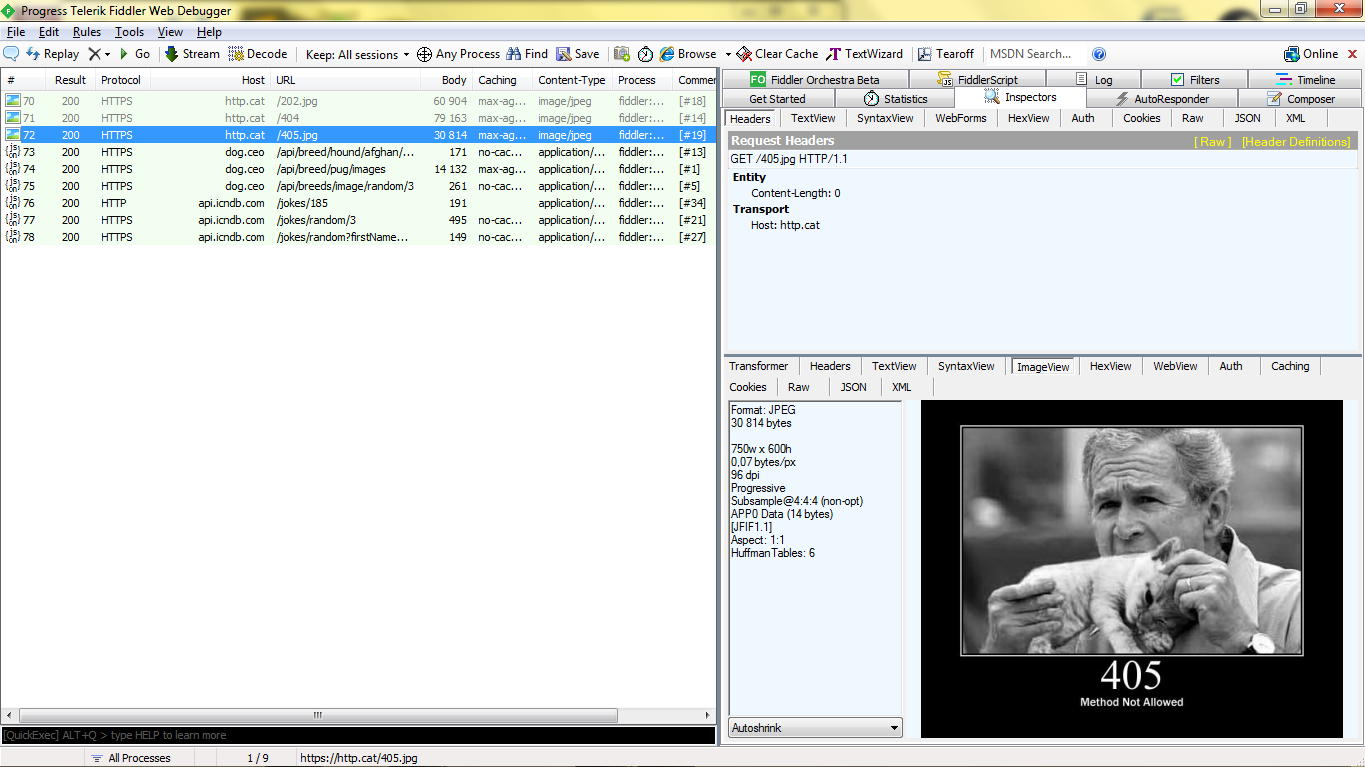 Progress Telerik Fiddler Web Debugger
File Edit Rules Tools View Help
Replay Go Stream Decode Keep: All sessions Any Process Find Save Browse Clear Cache TextWizard Tearoff MSDN Search... Online
# Result Protocol Host URL Body Caching Content-Type Process Commer
70 200 HTTPS http.cat /202.jpg 60 904 max-ag... image/jpeg fiddler:... [#18]
71 200 HTTPS http.cat /404 79 163 max-ag... image/jpeg fiddler:... [#14]
72 200 HTTPS http.cat /405.jpg 30 814 max-ag... image/jpeg fiddler:... [#19]
73 200 HTTPS dog.ceo /api/breed/hound/afghan/... 171 no-cac... application/... fiddler:... [#13]
74 200 HTTPS dog.ceo /api/breed/pug/images 14 132 max-ag... application/... fiddler:... [#1]
75 200 HTTPS dog.ceo /api/breeds/image/random/3 261 no-cac... application/... fiddler:... [#5]
76 200 HTTP api.icndb.com /jokes/185 191 application/... fiddler:... [#34]
77 200 HTTPS api.icndb.com /jokes/random/3 495 no-cac... application/... fiddler:... [#21]
78 200 HTTPS api.icndb.com /jokes/random?firstName... 149 no-cac... application/... fiddler:... [#27]
[QuickExec] ALT+Q > type HELP to learn more
All Processes 1 / 9 https://http.cat/405.jpg
FO Fiddler Orchestra Beta FiddlerScript Log Filters Timeline
Get Started Statistics Inspectors AutoResponder Composer
Headers TextView SyntaxView WebForms HexView Auth Cookies Raw JSON XML
Request Headers [ Raw ] [Header Definitions]
GET /405.jpg HTTP/1.1
Entity
Content-Length: 0
Transport
Host: http.cat
Transformer Headers TextView SyntaxView ImageView HexView WebView Auth Caching
Cookies Raw JSON XML
Format: JPEG
30 814 bytes
750w x 600h
0,07 bytes/px
96 dpi
Progressive
Subsample@4:4:4 (non-opt)
APP0 Data (14 bytes)
[JFIF1.1]
Aspect: 1:1
HuffmanTables: 6
Autoshrink
405
Method Not Allowed